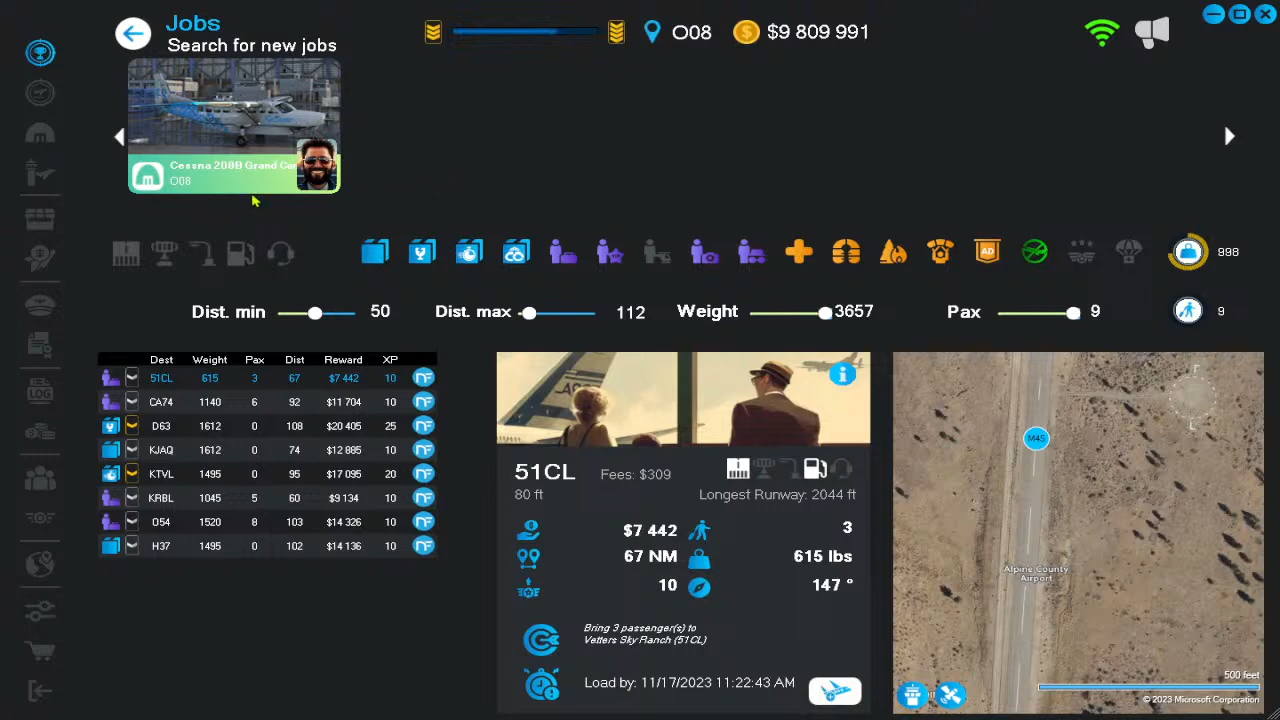 Jobs
Search for new jobs
O08
$9 809 991
Cessna 208B Grand Car
O08
AD
998
Dist. min 50 Dist. max 112 Weight 3657 Pax 9
9
Dest Weight Pax Dist Reward XP
51CL 615 3 67 $7 442 10
CA74 1140 6 92 $11 704 10
D63 1612 0 108 $20 405 25
KJAQ 1612 0 74 $12 885 10
KTVL 1495 0 95 $17 095 20
KRBL 1045 5 60 $9 134 10
O54 1520 8 103 $14 326 10
H37 1495 0 102 $14 136 10
51CL Fees: $309
80 ft Longest Runway: 2044 ft
$7 442 3
67 NM 615 lbs
10 147 °
Bring 3 passenger(s) to
Vetters Sky Ranch (51CL)
Load by: 11/17/2023 11:22:43 AM
M45
Alpine County
Airport
500 feet
© 2023 Microsoft Corporation
LOG